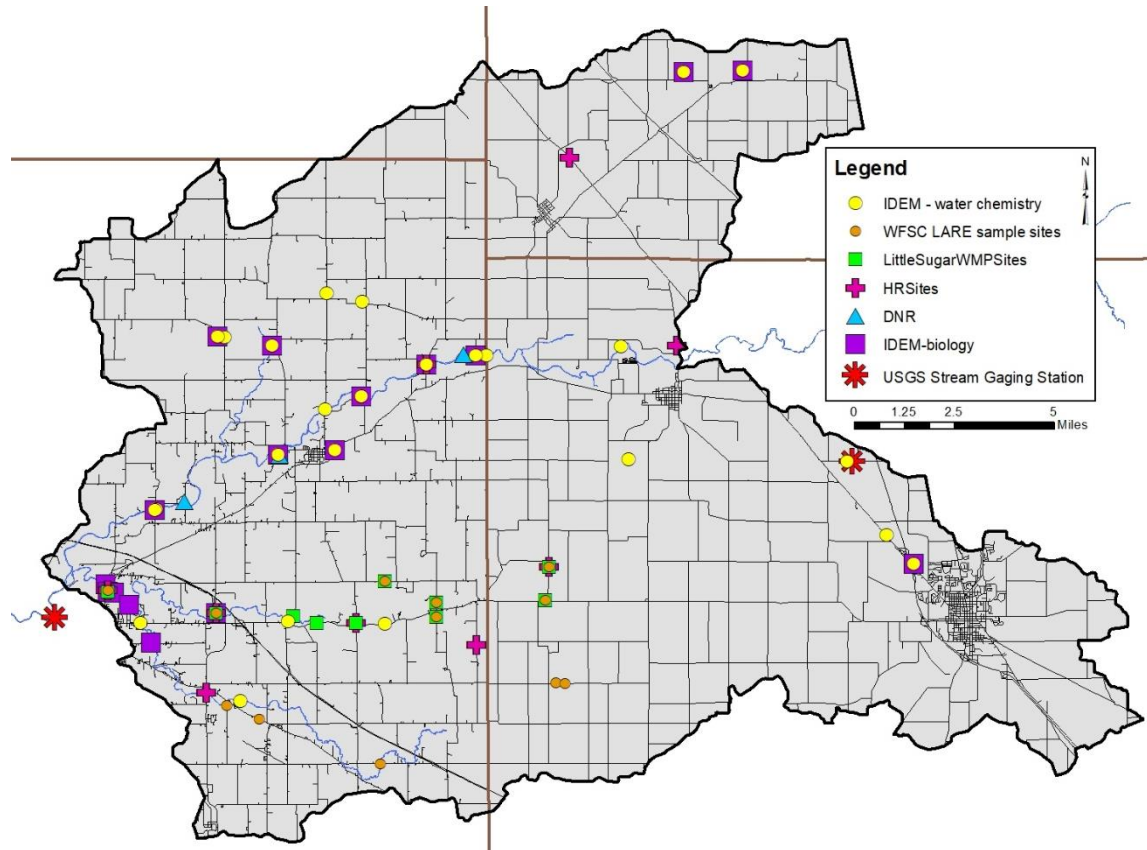 Legend
N
IDEM - water chemistry
WFSC LARE sample sites
LittleSugarWMPSites
HRSites
DNR
IDEM-biology
USGS Stream Gaging Station
0 1.25 2.5 5
Miles